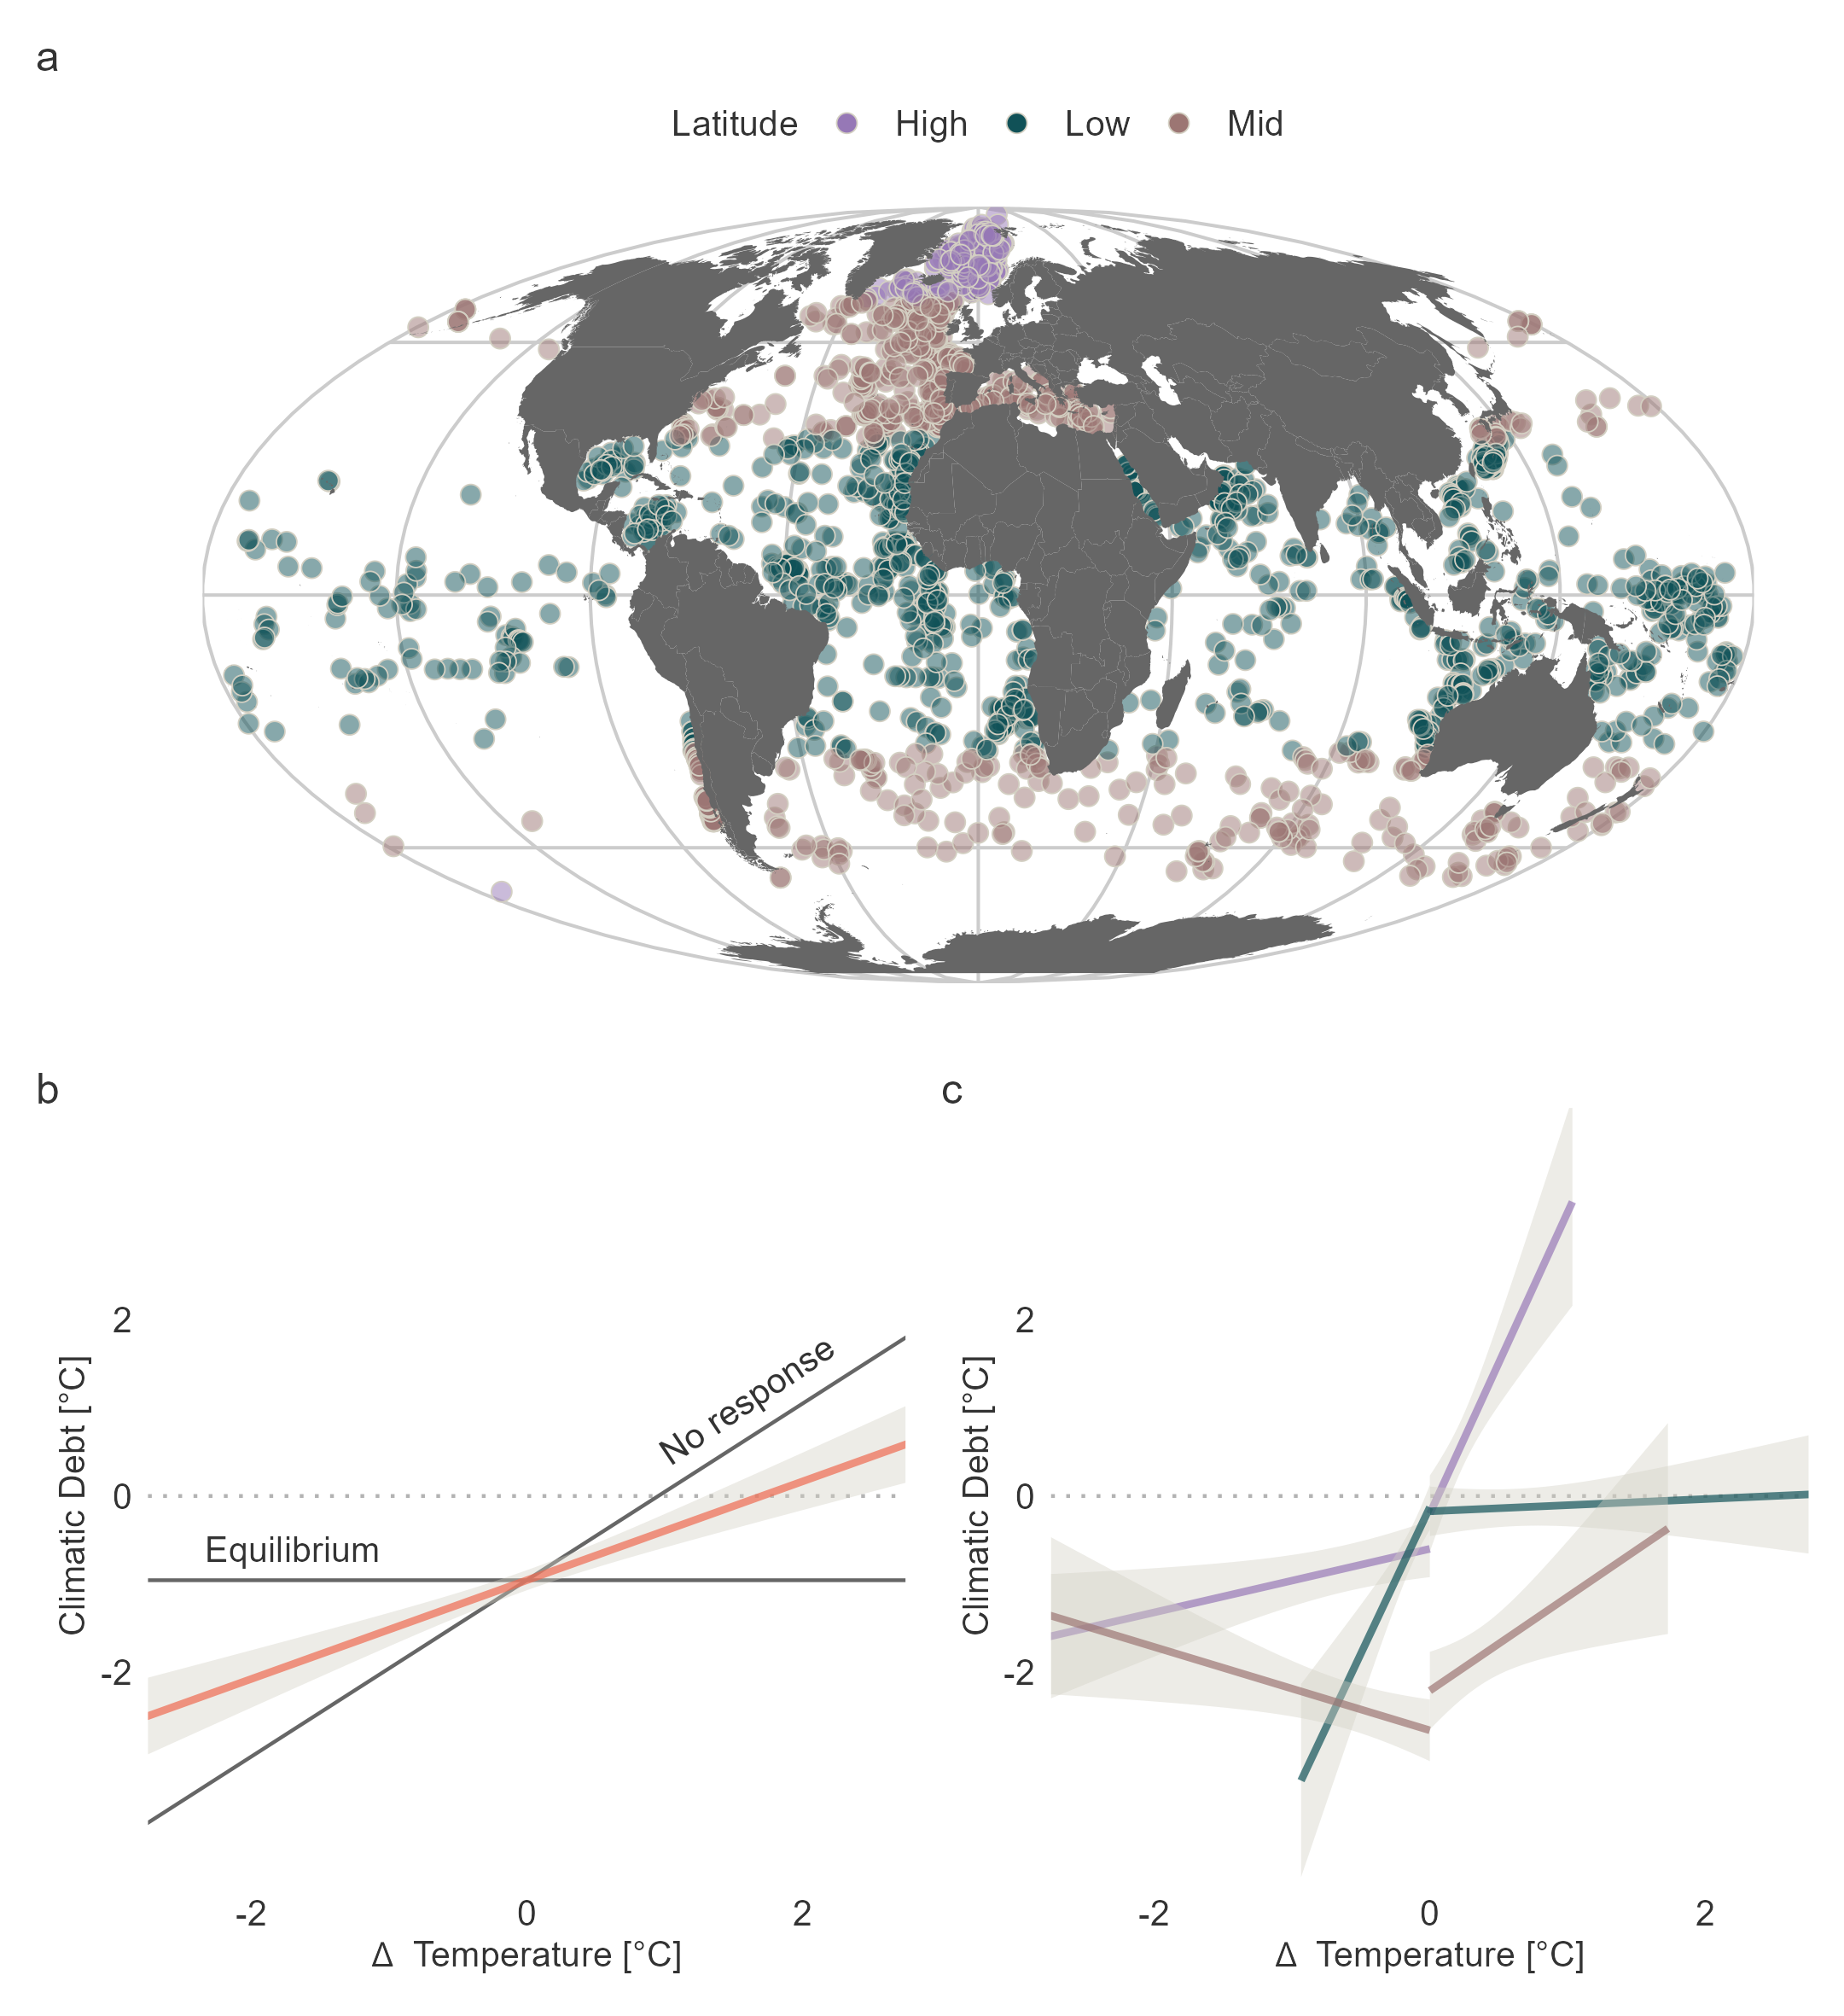 a
Latitude High Low Mid
b
2
0
-2
Climatic Debt [°C]
No response
Equilibrium
-2 0 2
Δ Temperature [°C]
c
2
0
-2
Climatic Debt [°C]
-2 0 2
Δ Temperature [°C]